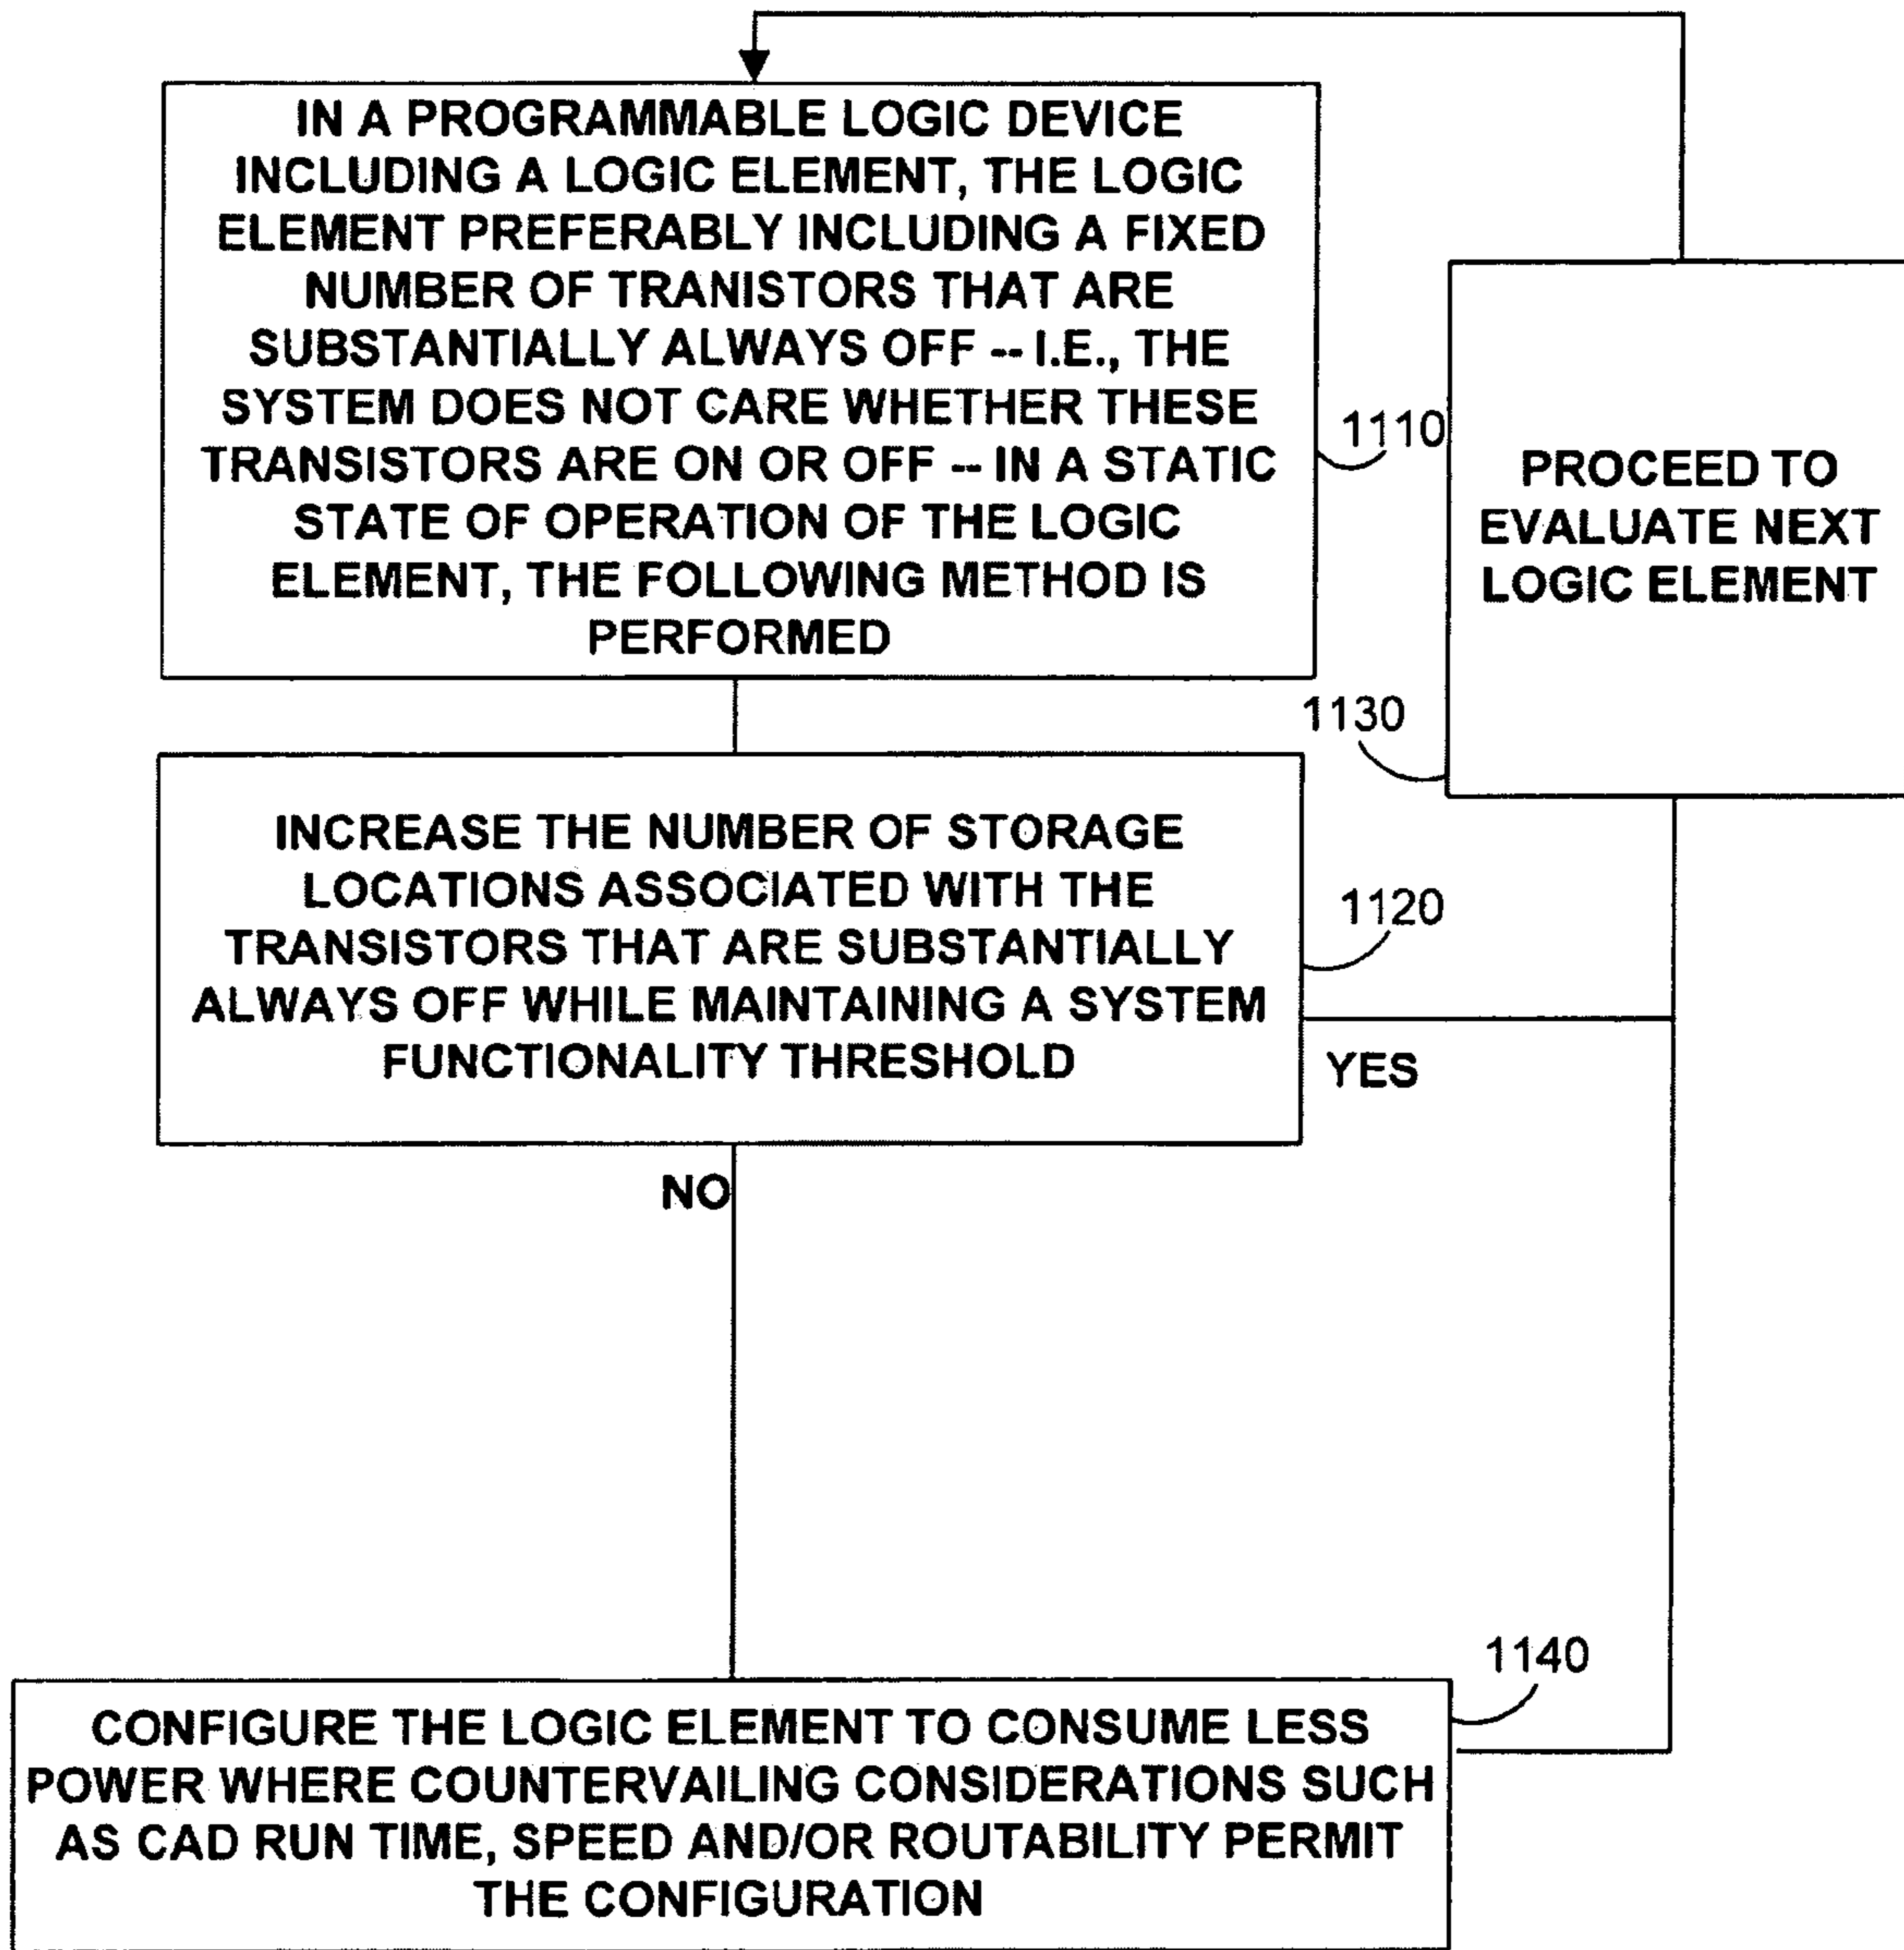 IN A PROGRAMMABLE LOGIC DEVICE
INCLUDING A LOGIC ELEMENT, THE LOGIC
ELEMENT PREFERABLY INCLUDING A FIXED
NUMBER OF TRANISTORS THAT ARE
SUBSTANTIALLY ALWAYS OFF -- I.E., THE
SYSTEM DOES NOT CARE WHETHER THESE
TRANSISTORS ARE ON OR OFF -- IN A STATIC
STATE OF OPERATION OF THE LOGIC
ELEMENT, THE FOLLOWING METHOD IS
PERFORMED
1110
PROCEED TO
EVALUATE NEXT
LOGIC ELEMENT
1130
INCREASE THE NUMBER OF STORAGE
LOCATIONS ASSOCIATED WITH THE
TRANSISTORS THAT ARE SUBSTANTIALLY
ALWAYS OFF WHILE MAINTAINING A SYSTEM
FUNCTIONALITY THRESHOLD
1120
YES
NO
1140
CONFIGURE THE LOGIC ELEMENT TO CONSUME LESS
POWER WHERE COUNTERVAILING CONSIDERATIONS SUCH
AS CAD RUN TIME, SPEED AND/OR ROUTABILITY PERMIT
THE CONFIGURATION